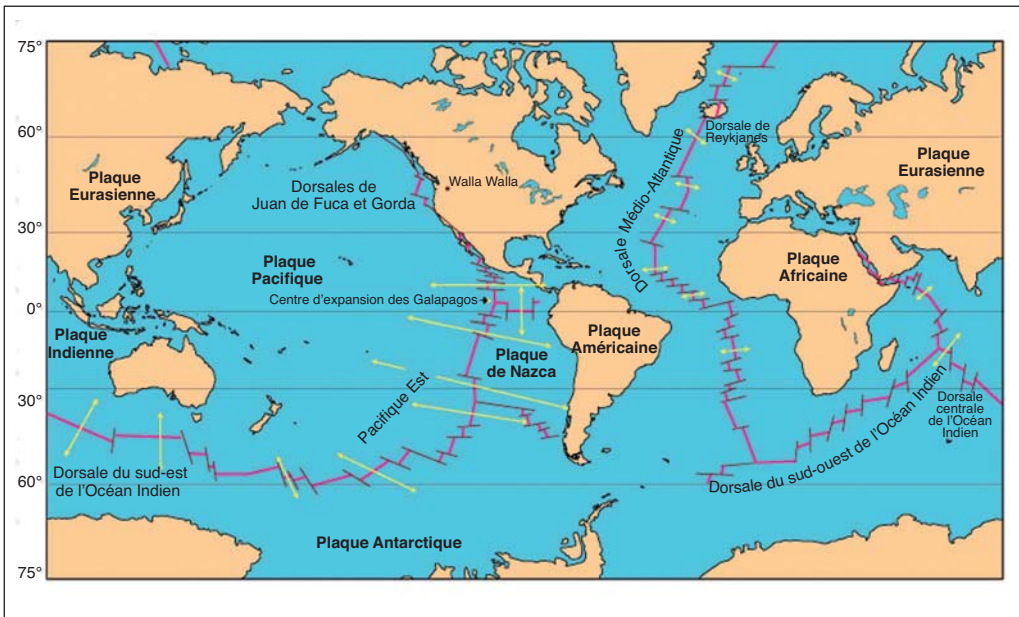 75°
60°
30°
0°
30°
60°
75°
Dorsale de
Reykjanes
Plaque
Eurasienne
Plaque
Eurasienne
Walla Walla
Dorsales de
Juan de Fuca et Gorda
Dorsale Médio-Atlantique
Plaque
Pacifique
Plaque
Africaine
Centre d'expansion des Galapagos
Plaque
Indienne
Plaque
Américaine
Plaque
de Nazca
Pacifique Est
Dorsale
centrale
de l'Océan
Indien
Dorsale du sud-est
de l'Océan Indien
Dorsale du sud-ouest de l'Océan Indien
Plaque Antarctique